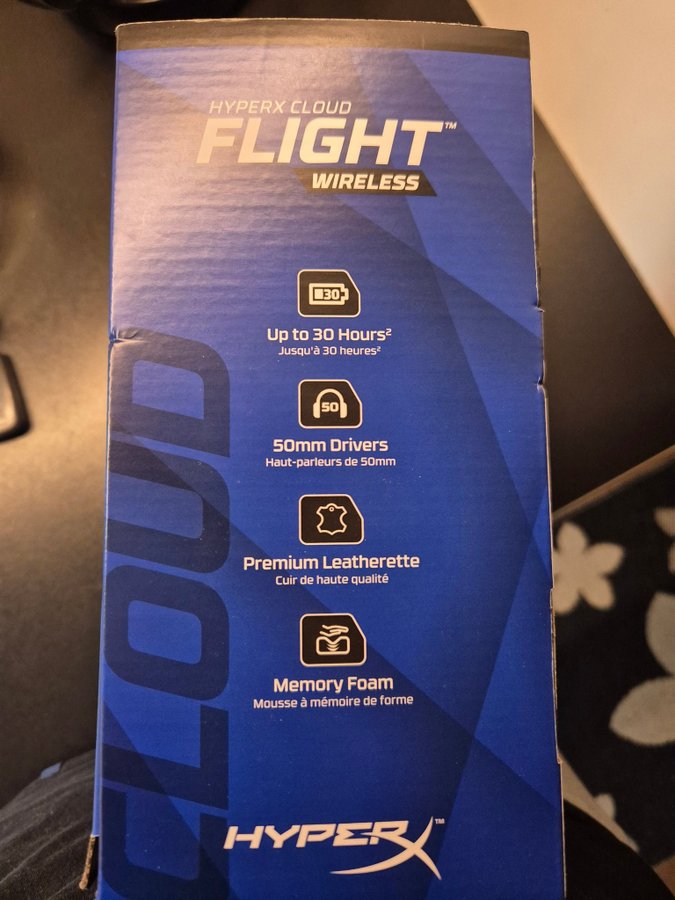 HYPERX CLOUD
FLIGHT™
WIRELESS
30
Up to 30 Hours²
Jusqu'à 30 heures²
50
50mm Drivers
Haut-parleurs de 50mm
Premium Leatherette
Cuir de haute qualité
Memory Foam
Mousse à mémoire de forme
CLOUD
HYPERX™